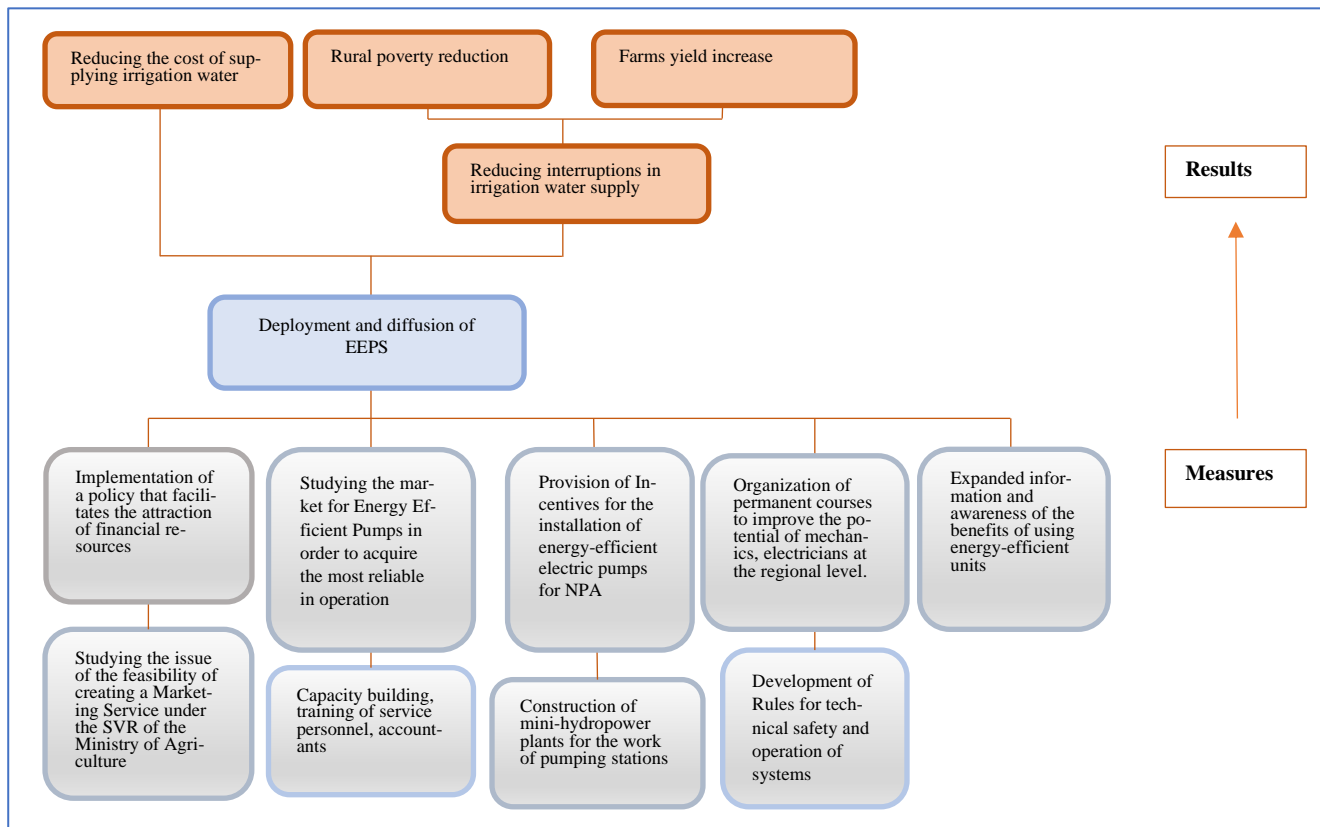 Reducing the cost of sup-
plying irrigation water
Rural poverty reduction
Farms yield increase
Reducing interruptions in
irrigation water supply
Results
Deployment and diffusion of
EEPS
Measures
Implementation of
a policy that facili-
tates the attraction
of financial re-
sources
Studying the mar-
ket for Energy Ef-
ficient Pumps in
order to acquire
the most reliable
in operation
Provision of In-
centives for the
installation of
energy-efficient
electric pumps
for NPA
Organization of
permanent courses
to improve the po-
tential of mechan-
ics, electricians at
the regional level.
Expanded infor-
mation and
awareness of the
benefits of using
energy-efficient
units
Studying the issue
of the feasibility of
creating a Market-
ing Service under
the SVR of the
Ministry of Agri-
culture
Capacity building,
training of service
personnel, account-
ants
Construction of
mini-hydropower
plants for the work
of pumping stations
Development of
Rules for tech-
nical safety and
operation of
systems